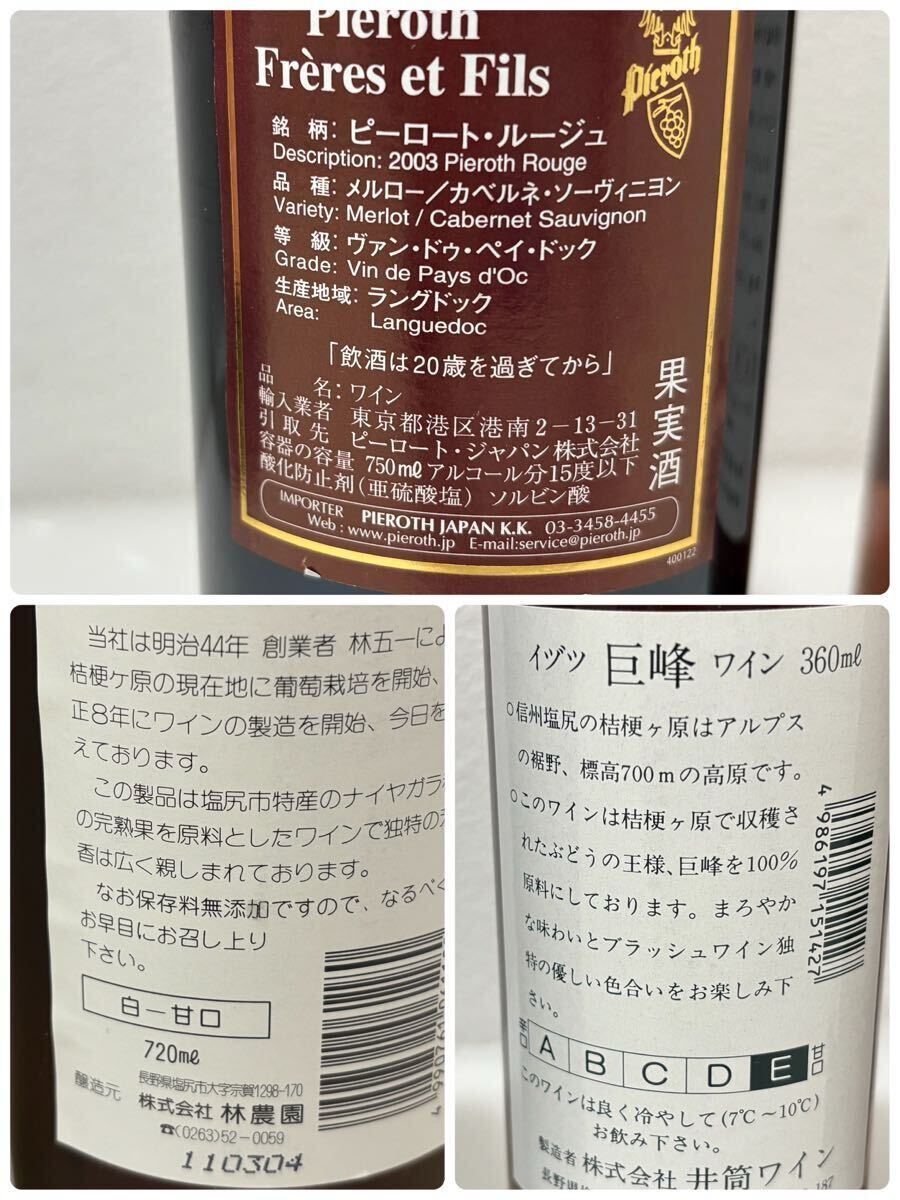 Pieroth
Frères et Fils
Pieroth
銘柄: ピーロート・ルージュ
Description: 2003 Pieroth Rouge
品種: メルロー/カベルネ・ソーヴィニヨン
Variety: Merlot / Cabernet Sauvignon
等級: ヴァン・ドゥ・ペイ・ドック
Grade: Vin de Pays d'Oc
生産地域: ラングドック
Area: Languedoc
「飲酒は20歳を過ぎてから」
果実酒
品名: ワイン
輸入業者 東京都港区港南2-13-31
引取先 ピーロート・ジャパン株式会社
容器の容量 750mℓ アルコール分15度以下
酸化防止剤(亜硫酸塩) ソルビン酸
IMPORTER PIEROTH JAPAN K.K. 03-3458-4455
Web : www.pieroth.jp E-mail:service@pieroth.jp
400122
当社は明治44年 創業者 林五一によ
桔梗ケ原の現在地に葡萄栽培を開始、
正8年にワインの製造を開始、今日を
えております。
この製品は塩尻市特産のナイヤガラ
の完熟果を原料としたワインで独特の
香は広く親しまれております。
なお保存料無添加ですので、なるべく
お早目にお召し上り
下さい。
白-甘口
720mℓ
醸造元 長野県塩尻市大字宗賀1298-170
株式会社 林農園
☎(0263)52-0059
110304
イヅツ 巨峰 ワイン 360mℓ
○信州塩尻の桔梗ヶ原はアルプス
の裾野、標高700mの高原です。
○このワインは桔梗ヶ原で収穫さ
れたぶどうの王様、巨峰を100%
原料にしております。まろやか
な味わいとブラッシュワイン独
特の優しい色合いをお楽しみ下
さい。
4 986197 151427
辛口 A B C D E 甘口
このワインは良く冷やして(7℃~10℃)
お飲み下さい。
製造者 株式会社 井筒ワイン